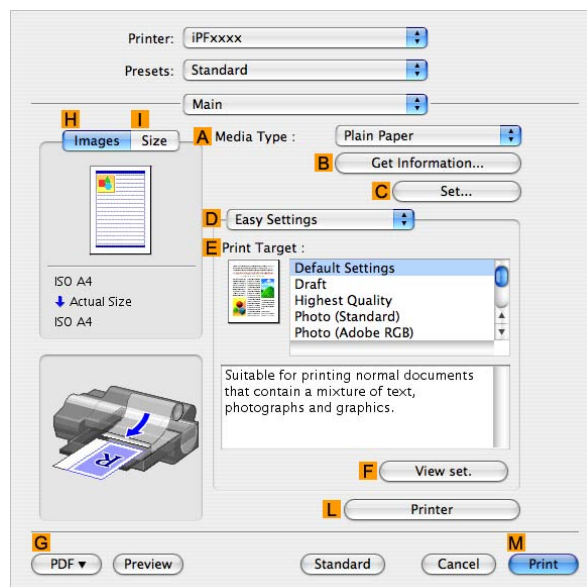 Printer: iPFxxxx
Presets: Standard
Main
H I
Images Size
A Media Type : Plain Paper
B Get Information...
C Set...
D Easy Settings
E Print Target :
Default Settings
Draft
Highest Quality
Photo (Standard)
Photo (Adobe RGB)
ISO A4
Actual Size
ISO A4
Suitable for printing normal documents
that contain a mixture of text,
photographs and graphics.
R
F View set.
L Printer
G M
PDF Preview Standard Cancel Print